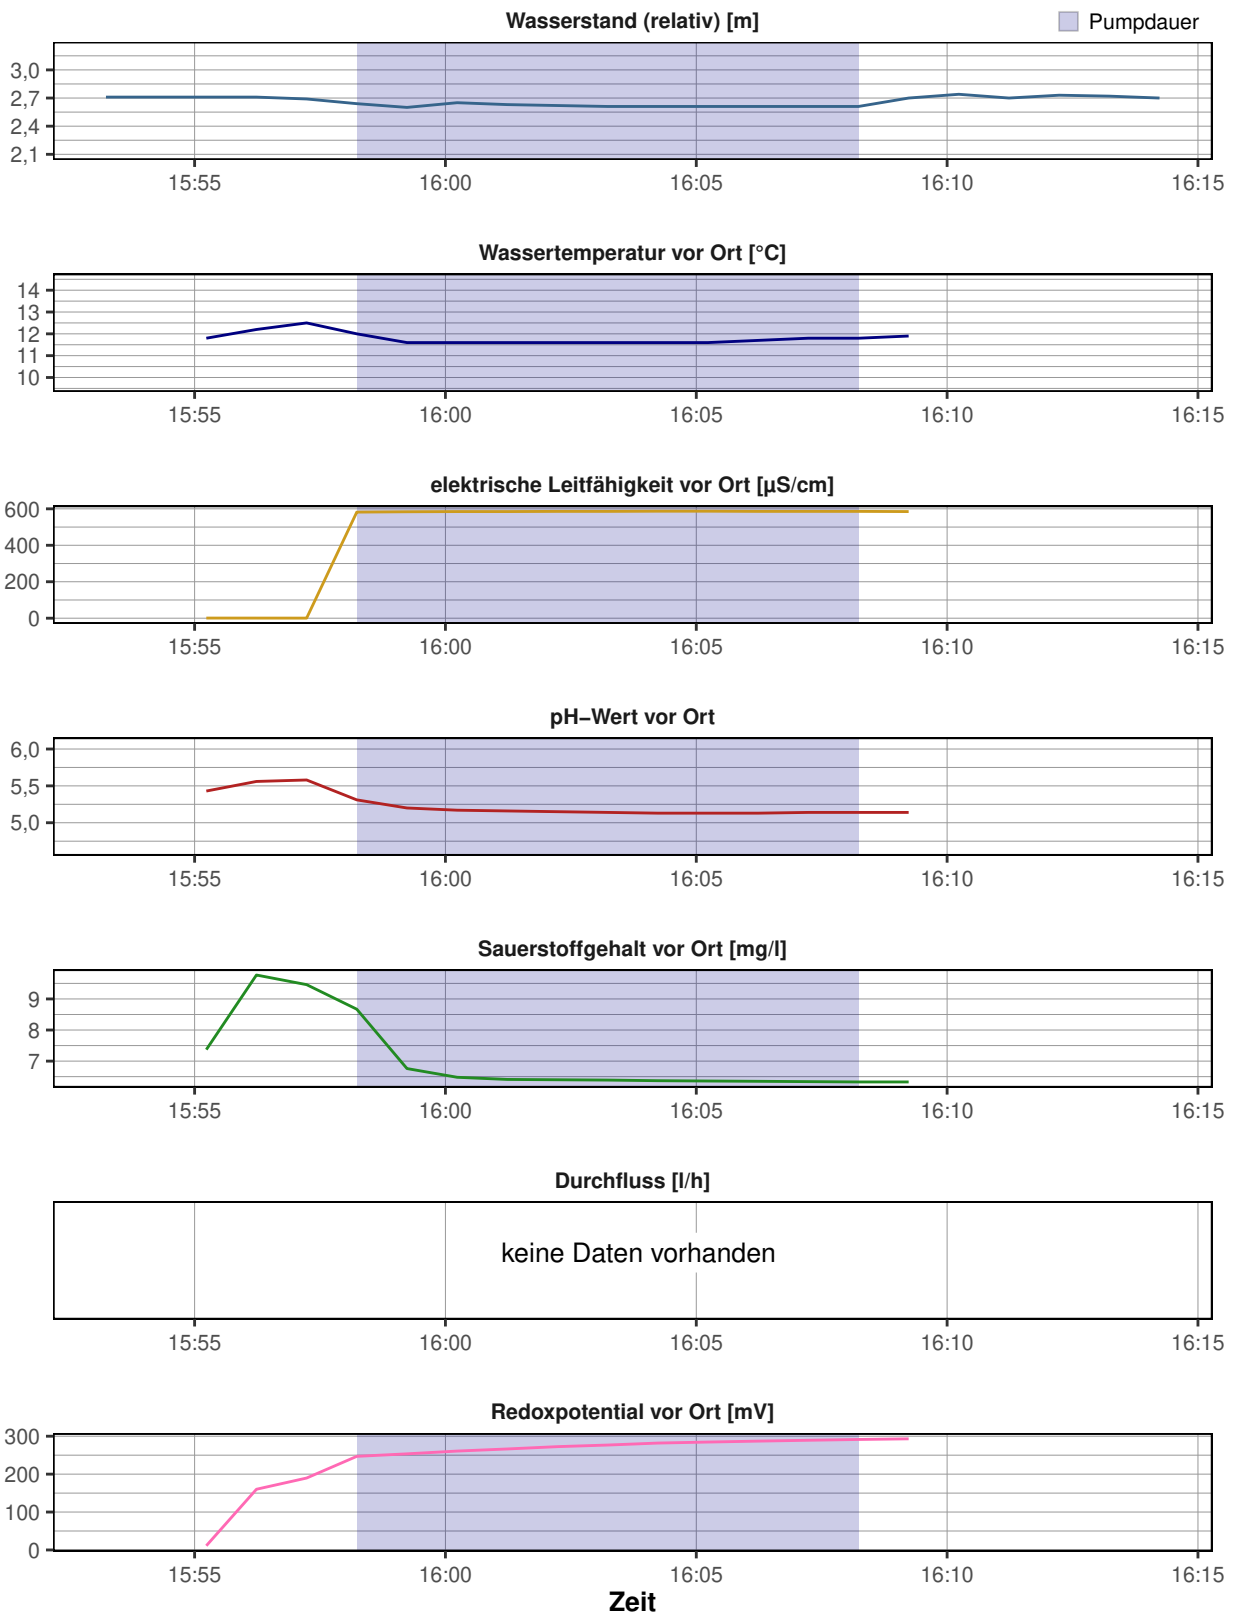 Wasserstand (relativ) [m]
Pumpdauer
3,0
2,7
2,4
2,1
15:55 16:00 16:05 16:10 16:15
Wassertemperatur vor Ort [°C]
14
13
12
11
10
15:55 16:00 16:05 16:10 16:15
elektrische Leitfähigkeit vor Ort [µS/cm]
600
400
200
0
15:55 16:00 16:05 16:10 16:15
pH−Wert vor Ort
6,0
5,5
5,0
15:55 16:00 16:05 16:10 16:15
Sauerstoffgehalt vor Ort [mg/l]
9
8
7
15:55 16:00 16:05 16:10 16:15
Durchfluss [l/h]
keine Daten vorhanden
15:55 16:00 16:05 16:10 16:15
Redoxpotential vor Ort [mV]
300
200
100
0
15:55 16:00 16:05 16:10 16:15
Zeit